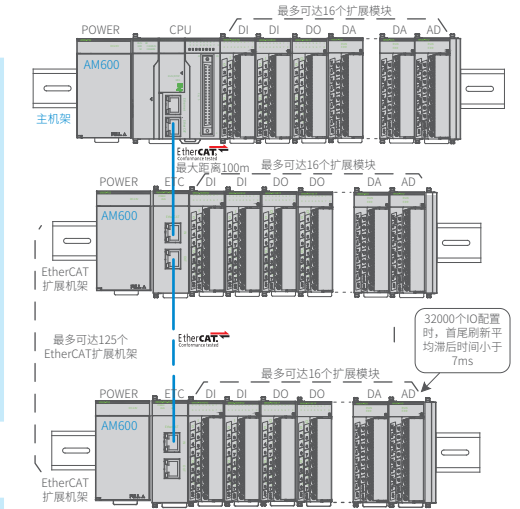 最多可达16个扩展模块
POWER CPU DI DI DO DA DA AD
AM600
主机架
EtherCAT
Conformance tested
最大距离100m 最多可达16个扩展模块
POWER ETC DI DI DO DO DA AD
AM600
EtherCAT
扩展机架
最多可达125个
EtherCAT扩展机架
EtherCAT
Conformance tested
32000个IO配置
时，首尾刷新平
均滞后时间小于
7ms
最多可达16个扩展模块
POWER ETC DI DI DO DO DA AD
AM600
EtherCAT
扩展机架